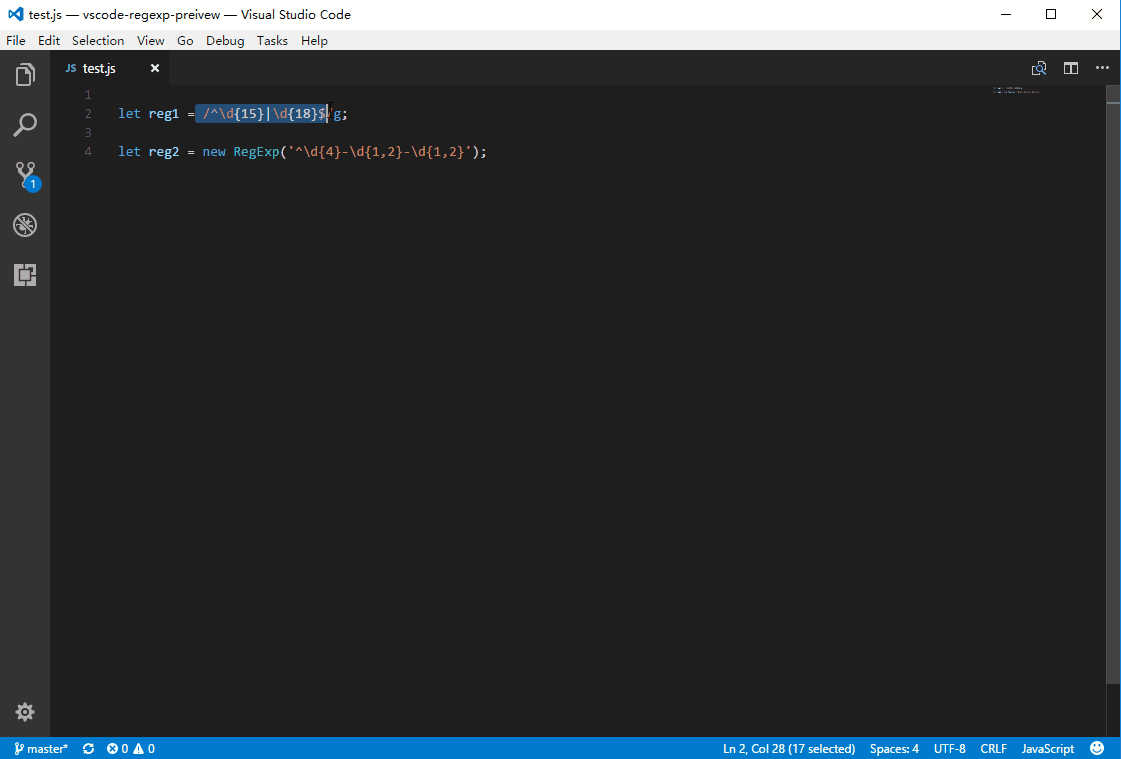 test.js — vscode-regexp-preivew — Visual Studio Code
File Edit Selection View Go Debug Tasks Help
JS test.js
1
2 let reg1 = /^\d{15}|\d{18}$/g;
3
4 let reg2 = new RegExp('^\d{4}-\d{1,2}-\d{1,2}');
1
master* 0 0 Ln 2, Col 28 (17 selected) Spaces: 4 UTF-8 CRLF JavaScript